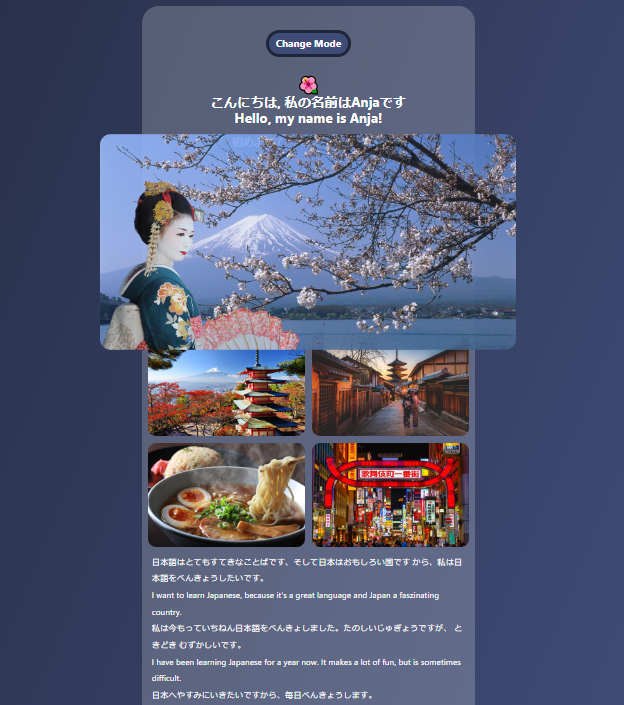 Change Mode
こんにちは, 私の名前はAnjaです
Hello, my name is Anja!
歌舞伎町一番街
日本語はとてもすてきなことばです、そして日本はおもしろい国です から、私は日
本語をべんきょうしたいです。
I want to learn Japanese, because it's a great language and Japan a faszinating
country.
私は今もっていちねん日本語をべんきょしました。たのしいじゅぎょうですが、 と
きどき むずかしいです。
I have been learning Japanese for a year now. It makes a lot of fun, but is sometimes
difficult.
日本へやすみにいきたいですから、毎日べんきょうします。